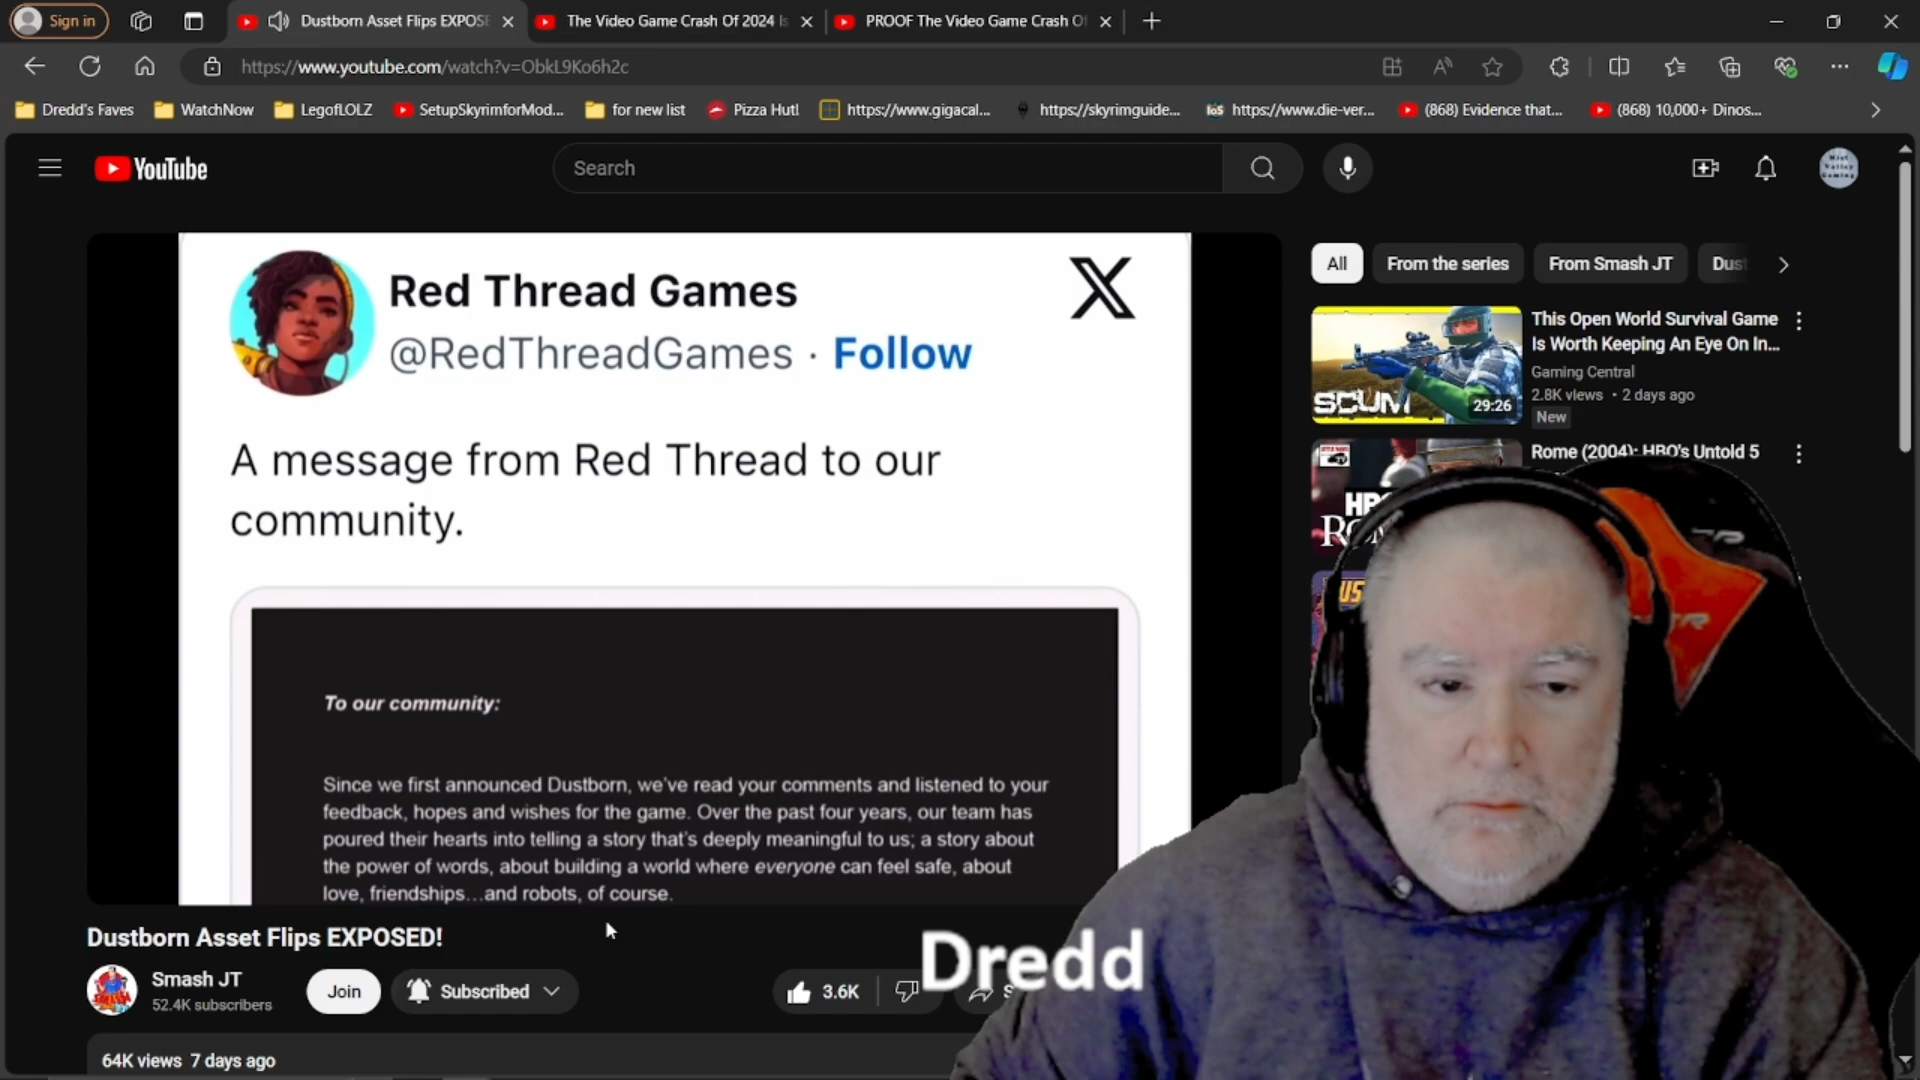 Sign in
Dustborn Asset Flips EXPOSE
The Video Game Crash Of 2024 Is
PROOF The Video Game Crash Of
https://www.youtube.com/watch?v=ObkL9Ko6h2c
Dredd's Faves
WatchNow
LegofLOLZ
SetupSkyrimforMod...
for new list
Pizza Hut!
https://www.gigacal...
https://skyrimguide...
https://www.die-ver...
(868) Evidence that...
(868) 10,000+ Dinos...
YouTube
Search
Mist
Valley
Gaming
Red Thread Games
@RedThreadGames · Follow
A message from Red Thread to our
community.
To our community:
Since we first announced Dustborn, we've read your comments and listened to your
feedback, hopes and wishes for the game. Over the past four years, our team has
poured their hearts into telling a story that's deeply meaningful to us; a story about
the power of words, about building a world where everyone can feel safe, about
love, friendships...and robots, of course.
All
From the series
From Smash JT
Dust
SCUM
29:26
This Open World Survival Game
Is Worth Keeping An Eye On In...
Gaming Central
2.8K views • 2 days ago
New
Rome (2004): HBO's Untold 5
Dustborn Asset Flips EXPOSED!
Smash JT
52.4K subscribers
Join
Subscribed
3.6K
Dredd
64K views 7 days ago